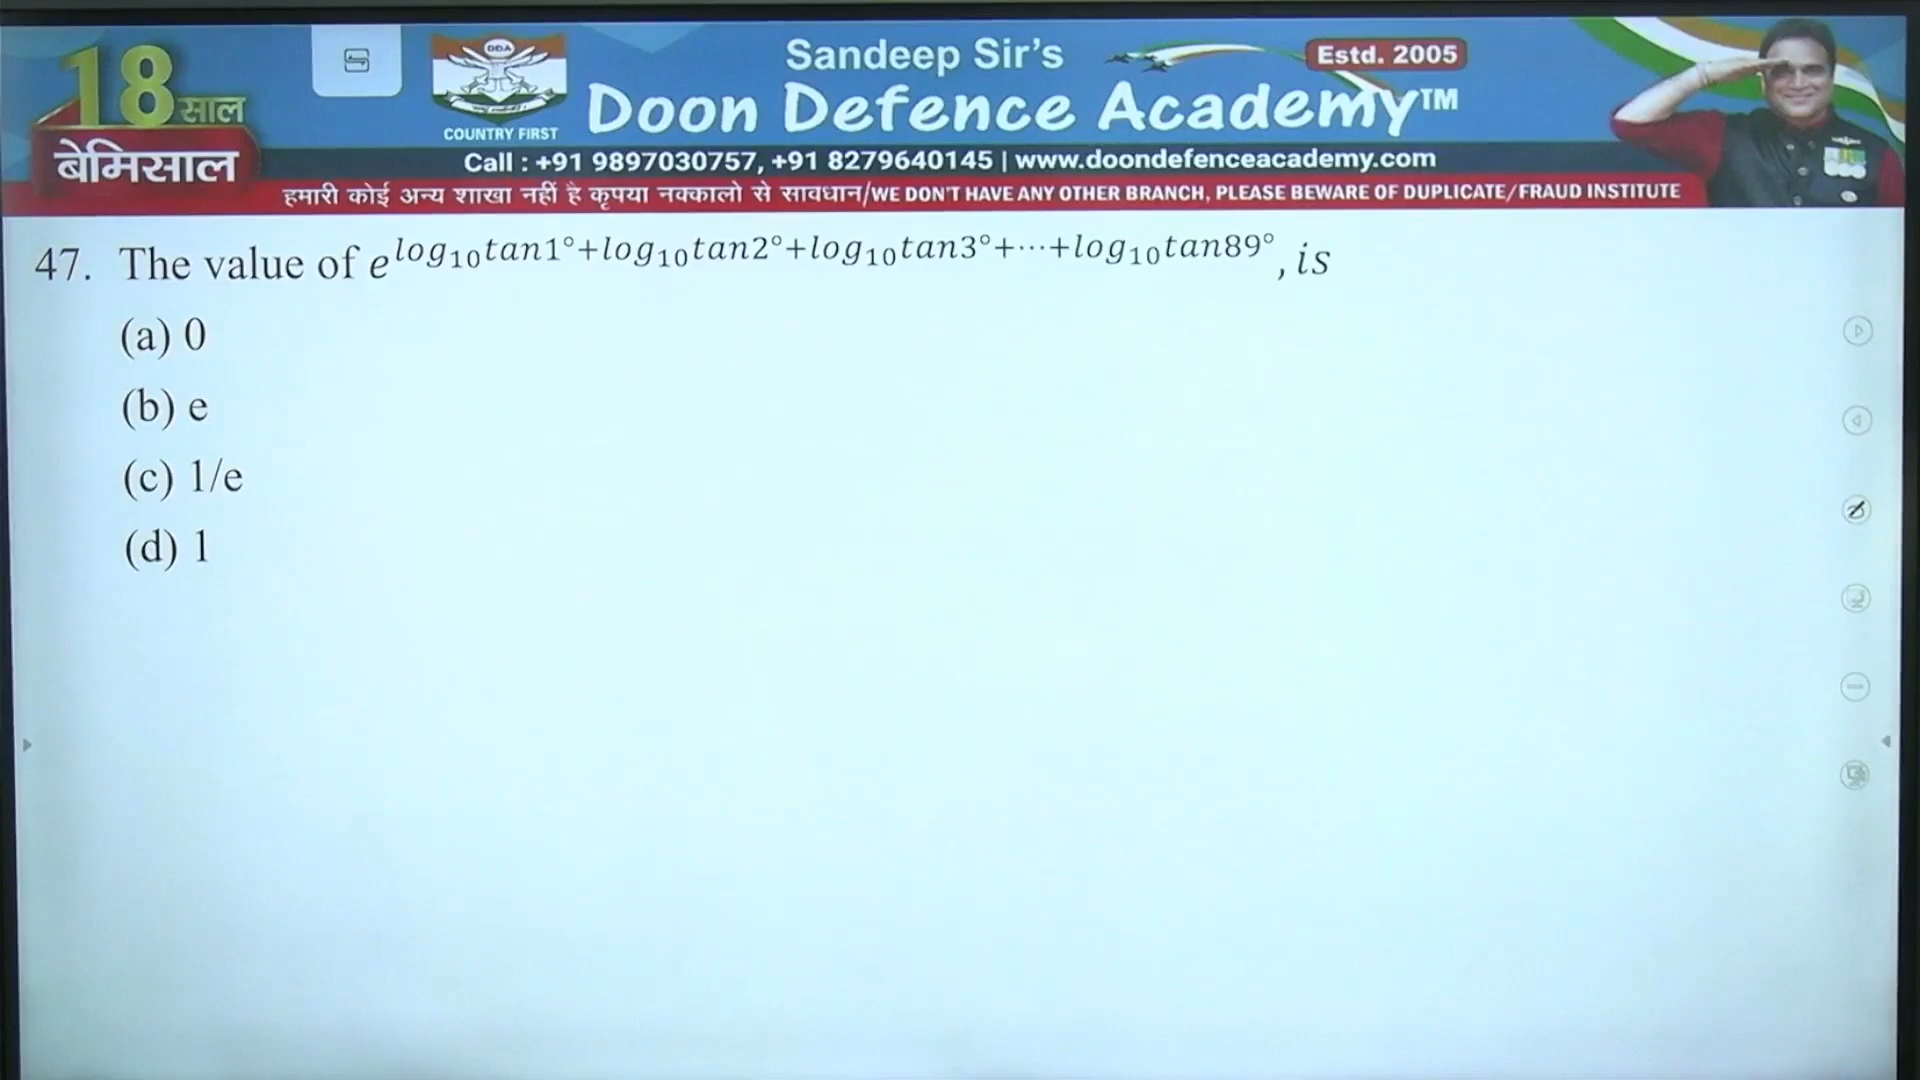 18 साल
बेमिसाल
DDA
COUNTRY FIRST
Sandeep Sir's
Estd. 2005
Doon Defence Academy™
Call : +91 9897030757, +91 8279640145 | www.doondefenceacademy.com
हमारी कोई अन्य शाखा नहीं है कृपया नक्कालो से सावधान/WE DON'T HAVE ANY OTHER BRANCH, PLEASE BEWARE OF DUPLICATE/FRAUD INSTITUTE
47. The value of e^{log₁₀tan1°+log₁₀tan2°+log₁₀tan3°+⋯+log₁₀tan89°}, is
(a) 0
(b) e
(c) 1/e
(d) 1